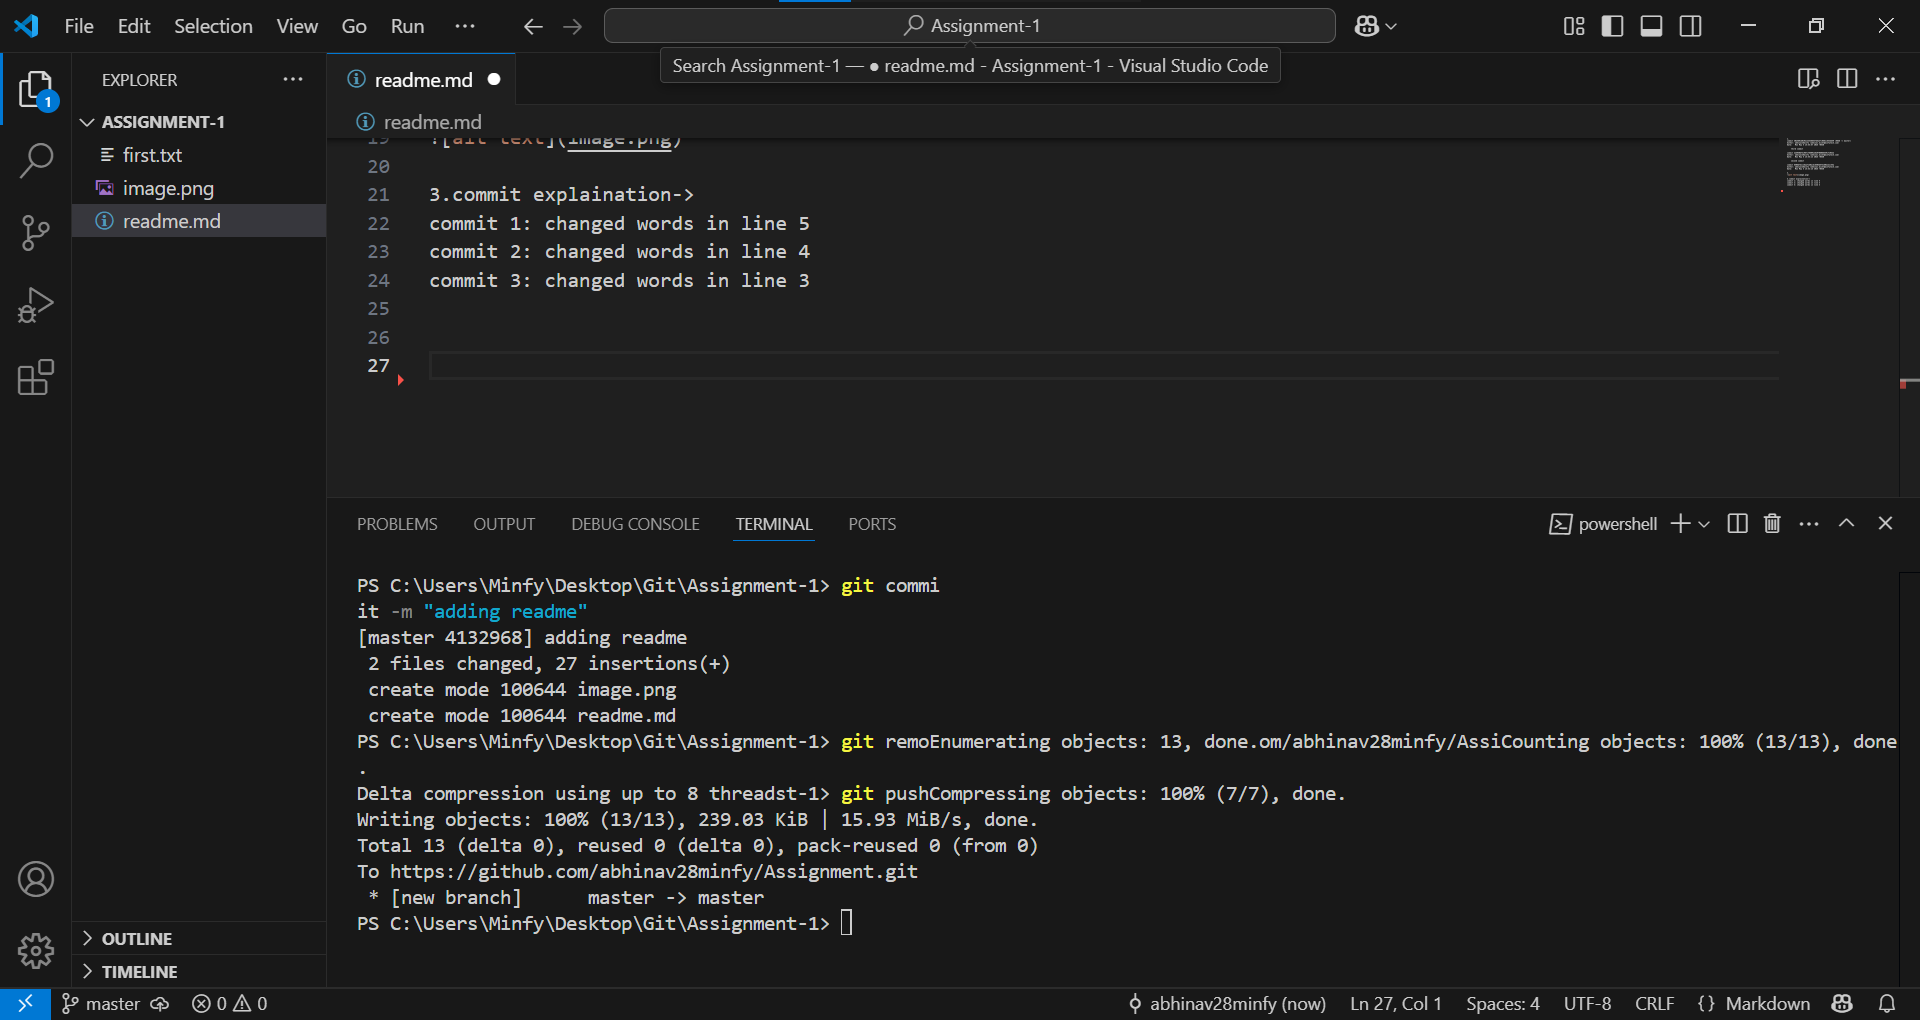 File Edit Selection View Go Run ··· Assignment-1
Search Assignment-1 — ● readme.md - Assignment-1 - Visual Studio Code
EXPLORER ···
readme.md
1
ASSIGNMENT-1
first.txt
image.png
readme.md
OUTLINE
TIMELINE
readme.md
19 ![alt text](image.png)
20
21 3.commit explaination->
22 commit 1: changed words in line 5
23 commit 2: changed words in line 4
24 commit 3: changed words in line 3
25
26
27
PROBLEMS OUTPUT DEBUG CONSOLE TERMINAL PORTS powershell
PS C:\Users\Minfy\Desktop\Git\Assignment-1> git commi
it -m "adding readme"
[master 4132968] adding readme
2 files changed, 27 insertions(+)
create mode 100644 image.png
create mode 100644 readme.md
PS C:\Users\Minfy\Desktop\Git\Assignment-1> git remoEnumerating objects: 13, done.om/abhinav28minfy/AssiCounting objects: 100% (13/13), done
.
Delta compression using up to 8 threadst-1> git pushCompressing objects: 100% (7/7), done.
Writing objects: 100% (13/13), 239.03 KiB | 15.93 MiB/s, done.
Total 13 (delta 0), reused 0 (delta 0), pack-reused 0 (from 0)
To https://github.com/abhinav28minfy/Assignment.git
* [new branch] master -> master
PS C:\Users\Minfy\Desktop\Git\Assignment-1>
master 0 0 abhinav28minfy (now) Ln 27, Col 1 Spaces: 4 UTF-8 CRLF {} Markdown